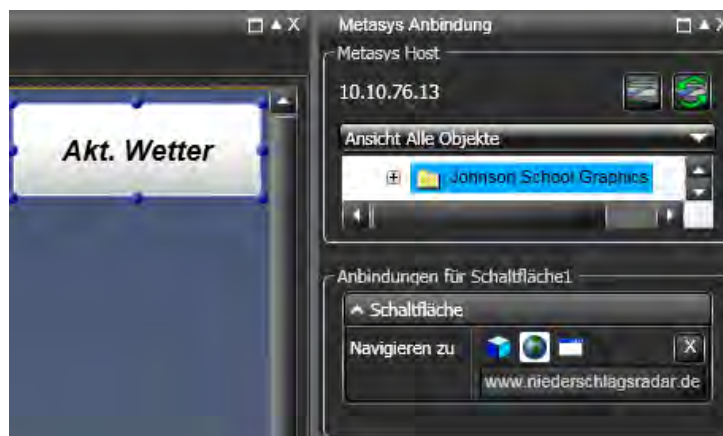 Akt. Wetter
Metasys Anbindung
Metasys Host
10.10.76.13
Ansicht Alle Objekte
Johnson School Graphics
Anbindungen für Schaltfläche1
Schaltfläche
Navigieren zu
X
www.niederschlagsradar.de